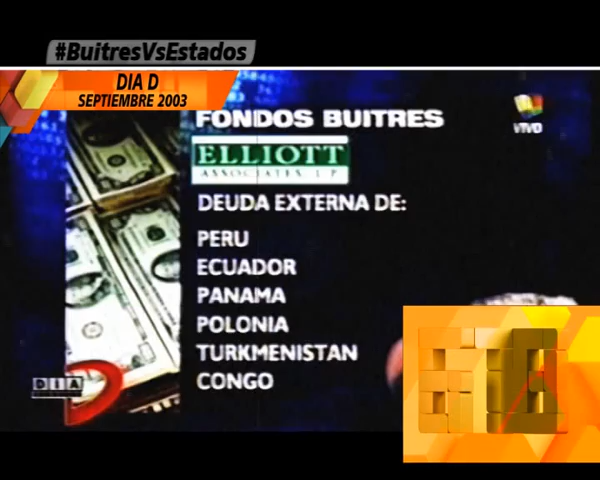 #BuitresVsEstados
DIA D
SEPTIEMBRE 2003
FONDOS BUITRES
VIVO
ELLIOTT
ASSOCIATES, L.P.
DEUDA EXTERNA DE:
PERU
ECUADOR
PANAMA
POLONIA
TURKMENISTAN
CONGO
DIA